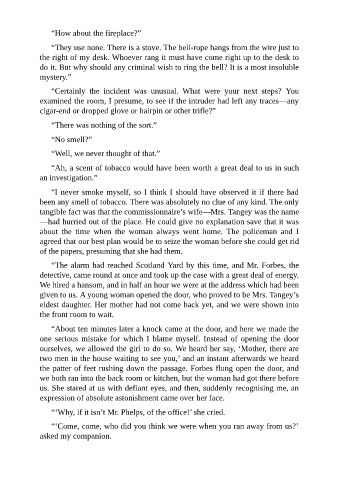 “How about the fireplace?”
“They use none. There is a stove. The bell-rope hangs from the wire just to
the right of my desk. Whoever rang it must have come right up to the desk to
do it. But why should any criminal wish to ring the bell? It is a most insoluble
mystery.”
“Certainly the incident was unusual. What were your next steps? You
examined the room, I presume, to see if the intruder had left any traces—any
cigar-end or dropped glove or hairpin or other trifle?”
“There was nothing of the sort.”
“No smell?”
“Well, we never thought of that.”
“Ah, a scent of tobacco would have been worth a great deal to us in such
an investigation.”
“I never smoke myself, so I think I should have observed it if there had
been any smell of tobacco. There was absolutely no clue of any kind. The only
tangible fact was that the commissionnaire’s wife—Mrs. Tangey was the name
—had hurried out of the place. He could give no explanation save that it was
about the time when the woman always went home. The policeman and I
agreed that our best plan would be to seize the woman before she could get rid
of the papers, presuming that she had them.
“The alarm had reached Scotland Yard by this time, and Mr. Forbes, the
detective, came round at once and took up the case with a great deal of energy.
We hired a hansom, and in half an hour we were at the address which had been
given to us. A young woman opened the door, who proved to be Mrs. Tangey’s
eldest daughter. Her mother had not come back yet, and we were shown into
the front room to wait.
“About ten minutes later a knock came at the door, and here we made the
one serious mistake for which I blame myself. Instead of opening the door
ourselves, we allowed the girl to do so. We heard her say, ‘Mother, there are
two men in the house waiting to see you,’ and an instant afterwards we heard
the patter of feet rushing down the passage. Forbes flung open the door, and
we both ran into the back room or kitchen, but the woman had got there before
us. She stared at us with defiant eyes, and then, suddenly recognising me, an
expression of absolute astonishment came over her face.
“‘Why, if it isn’t Mr. Phelps, of the office!’ she cried.
“‘Come, come, who did you think we were when you ran away from us?’
asked my companion.